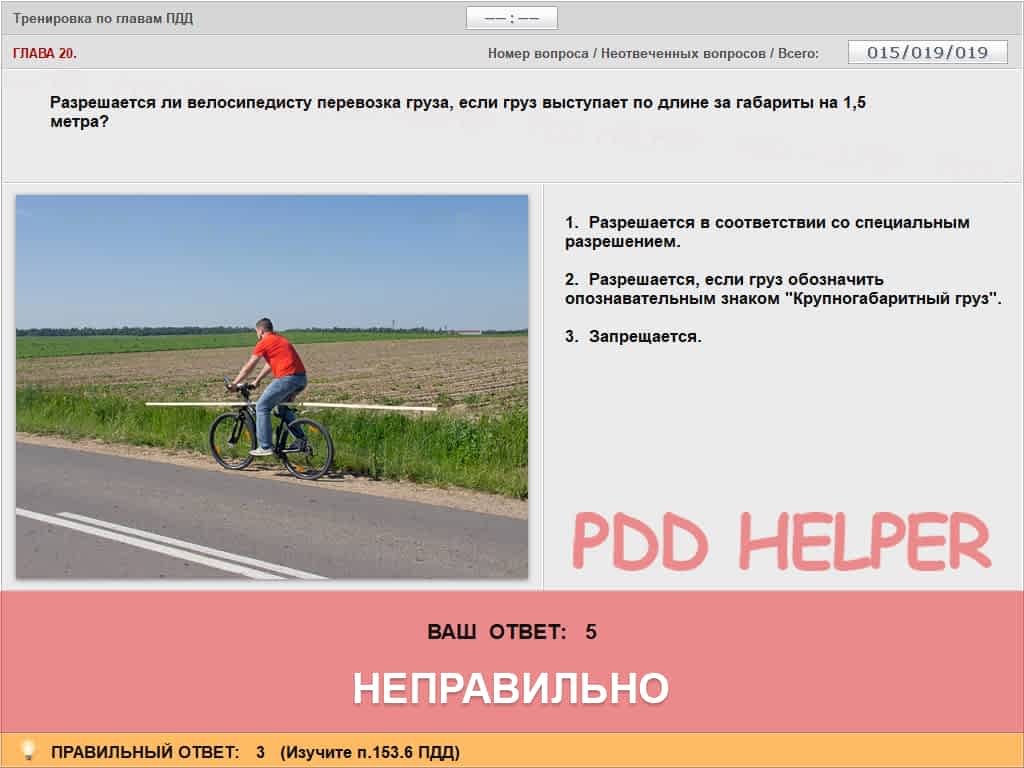 Тренировка по главам ПДД
–– : ––
ГЛАВА 20.
Номер вопроса / Неотвеченных вопросов / Всего:
015/019/019
Разрешается ли велосипедисту перевозка груза, если груз выступает по длине за габариты на 1,5
метра?
1. Разрешается в соответствии со специальным
разрешением.
2. Разрешается, если груз обозначить
опознавательным знаком "Крупногабаритный груз".
3. Запрещается.
PDD HELPER
ВАШ ОТВЕТ: 5
НЕПРАВИЛЬНО
ПРАВИЛЬНЫЙ ОТВЕТ: 3 (Изучите п.153.6 ПДД)